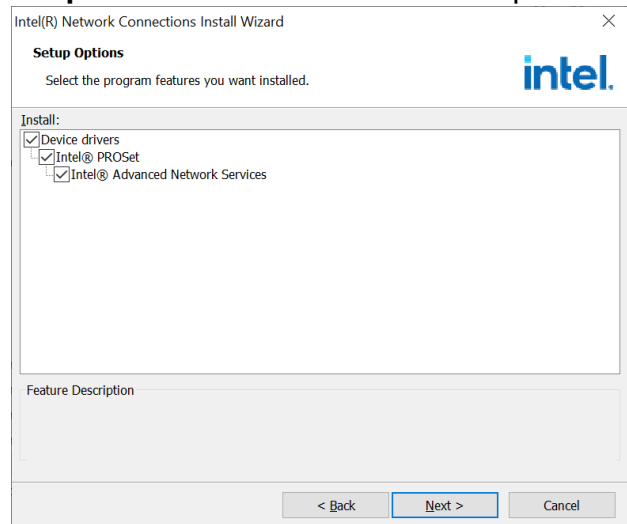 Intel(R) Network Connections Install Wizard
Setup Options
Select the program features you want installed.
intel.
Install:
Device drivers
Intel® PROSet
Intel® Advanced Network Services
Feature Description
< Back
Next >
Cancel